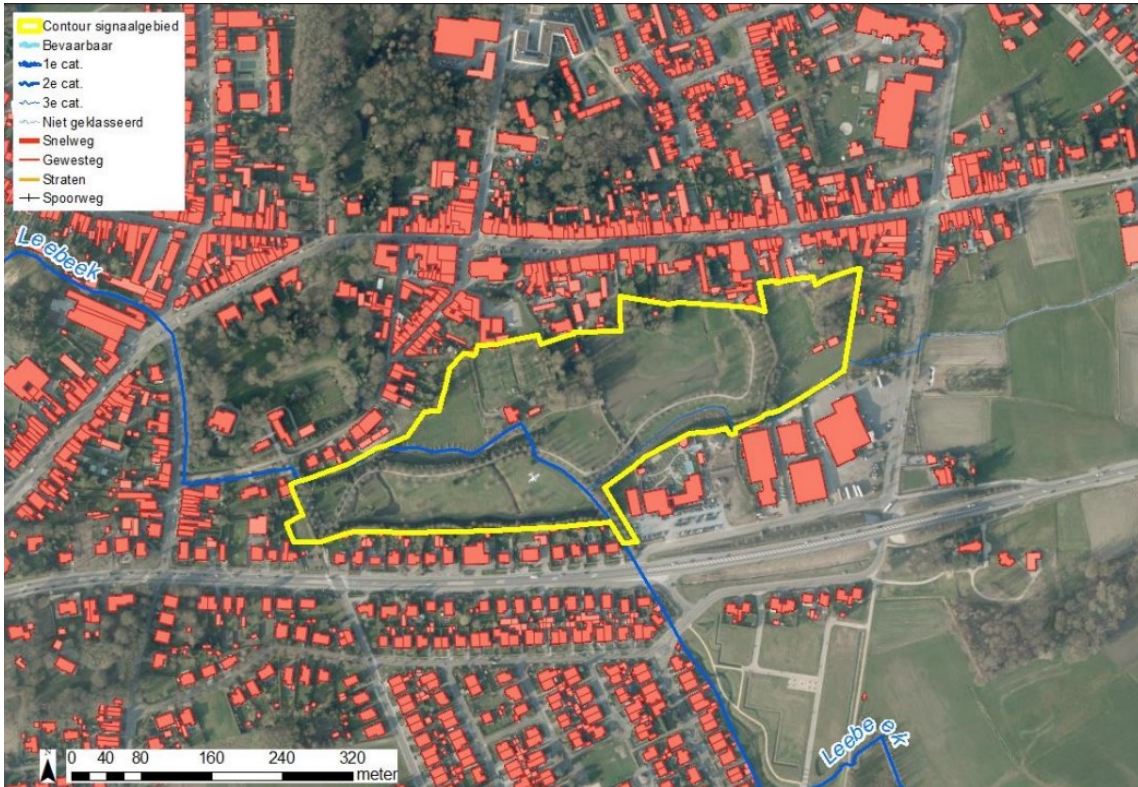 Contour signaalgebied
Bevaarbaar
1e cat.
2e cat.
3e cat.
Niet geklasseerd
Snelweg
Gewesteg
Straten
Spoorweg
Leebeek
Leebeek
N
0 40 80 160 240 320
meter